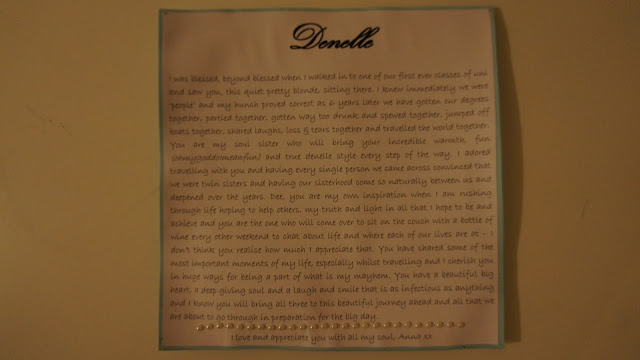 Denelle
I was blessed, beyond blessed when I walked in to one of our first ever classes of uni
and saw you, this quiet pretty blonde, sitting there. I knew immediately we were
'people' and my hunch proved correct as 6 years later we have gotten our degrees
together, partied together, gotten way too drunk and spewed together, jumped off
boats together, shared laughs, loss & tears together and travelled the world together.
You are my soul sister who will bring your incredible warmth, fun
(oohmygoddomeanfun) and true denelle style every step of the way. I adored
travelling with you and having every single person we came across convinced that
we were twin sisters and having our sisterhood come so naturally between us and
deepened over the years. Dee, you are my own inspiration when I am rushing
through life hoping to help others, my truth and light in all that I hope to be and
achieve and you are the one who will come over to sit on the couch with a bottle of
wine every other weekend to chat about life and where each of our lives are at – I
don't think you realise how much I appreciate that. You have shared some of the
most important moments of my life, especially whilst travelling and I cherish you
in huge ways for being a part of what is my mayhem. You have a beautiful big
heart, a deep giving soul and a laugh and smile that is as infectious as anything
and I know you will bring all three to this beautiful journey ahead and all that we
are about to go through in preparation for the big day.
I love and appreciate you with all my soul, Anna xx